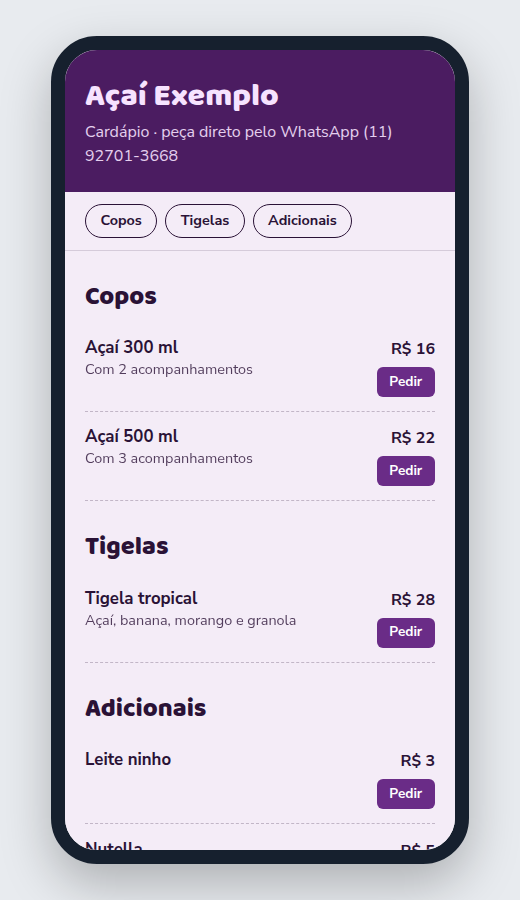 Açaí Exemplo
Cardápio · peça direto pelo WhatsApp (11)
92701-3668
Copos
Tigelas
Adicionais
Copos
Açaí 300 ml
R$ 16
Com 2 acompanhamentos
Pedir
Açaí 500 ml
R$ 22
Com 3 acompanhamentos
Pedir
Tigelas
Tigela tropical
R$ 28
Açaí, banana, morango e granola
Pedir
Adicionais
Leite ninho
R$ 3
Pedir
Nutella
R$ 5